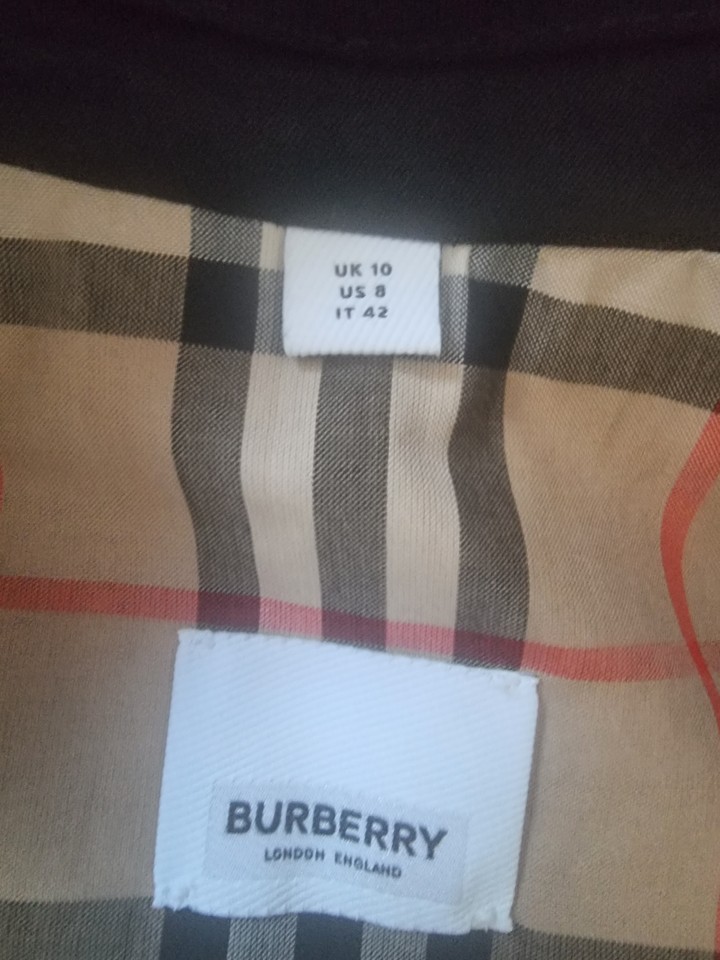 UK 10
US 8
IT 42
BURBERRY
LONDON ENGLAND